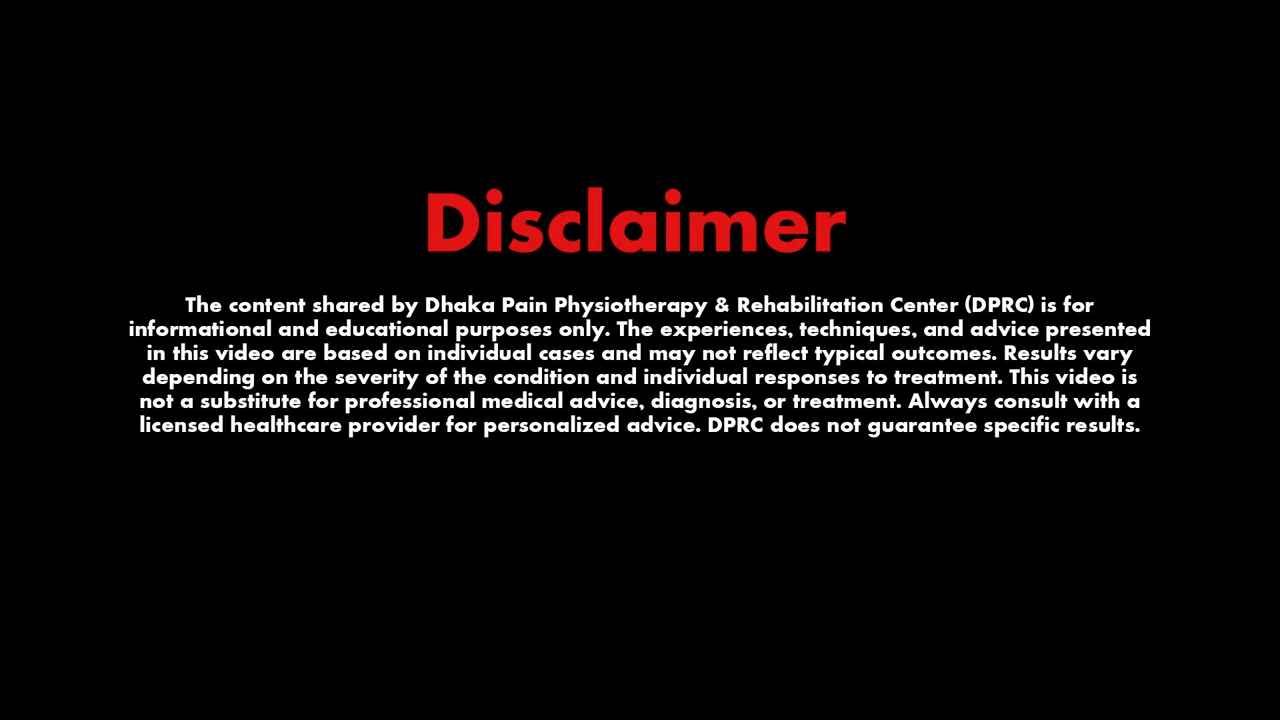 Disclaimer
The content shared by Dhaka Pain Physiotherapy & Rehabilitation Center (DPRC) is for
informational and educational purposes only. The experiences, techniques, and advice presented
in this video are based on individual cases and may not reflect typical outcomes. Results vary
depending on the severity of the condition and individual responses to treatment. This video is
not a substitute for professional medical advice, diagnosis, or treatment. Always consult with a
licensed healthcare provider for personalized advice. DPRC does not guarantee specific results.